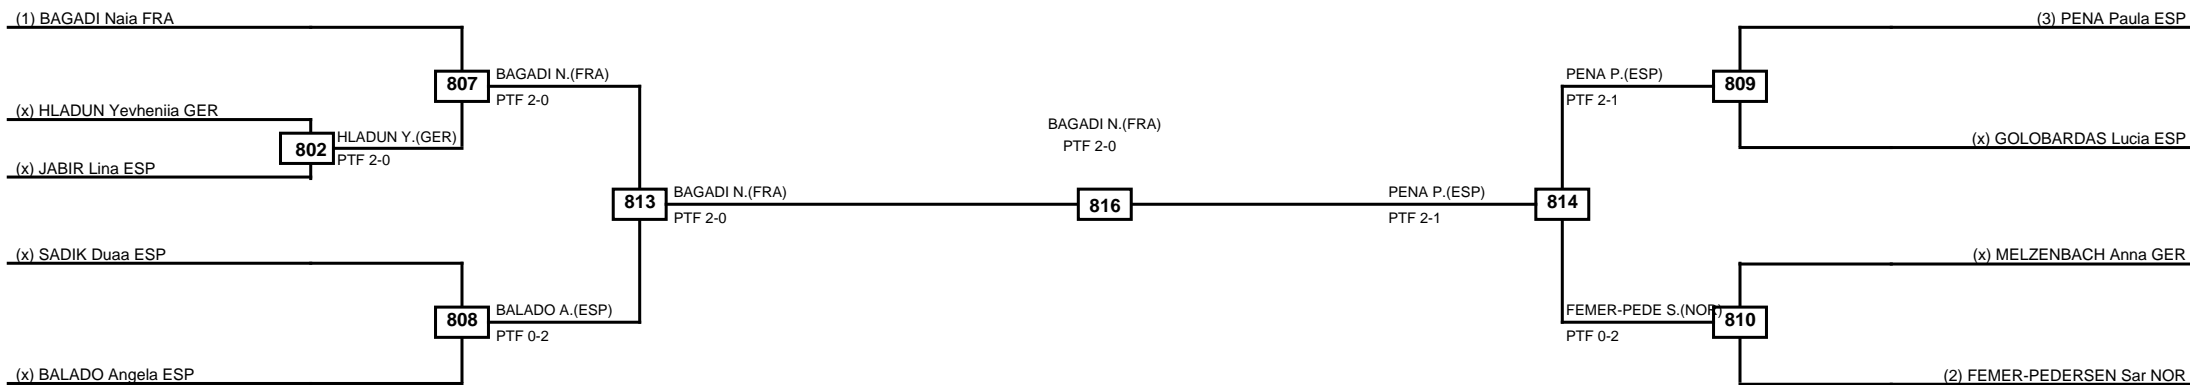 (1) BAGADI Naia FRA
(3) PENA Paula ESP
807
BAGADI N.(FRA)
PTF 2-0
PENA P.(ESP)
PTF 2-1
809
(x) HLADUN Yevheniia GER
802
HLADUN Y.(GER)
PTF 2-0
BAGADI N.(FRA)
PTF 2-0
(x) GOLOBARDAS Lucia ESP
(x) JABIR Lina ESP
813
BAGADI N.(FRA)
PTF 2-0
816
PENA P.(ESP)
PTF 2-1
814
(x) SADIK Duaa ESP
(x) MELZENBACH Anna GER
808
BALADO A.(ESP)
PTF 0-2
FEMER-PEDE S.(NOR)
PTF 0-2
810
(x) BALADO Angela ESP
(2) FEMER-PEDERSEN Sar NOR